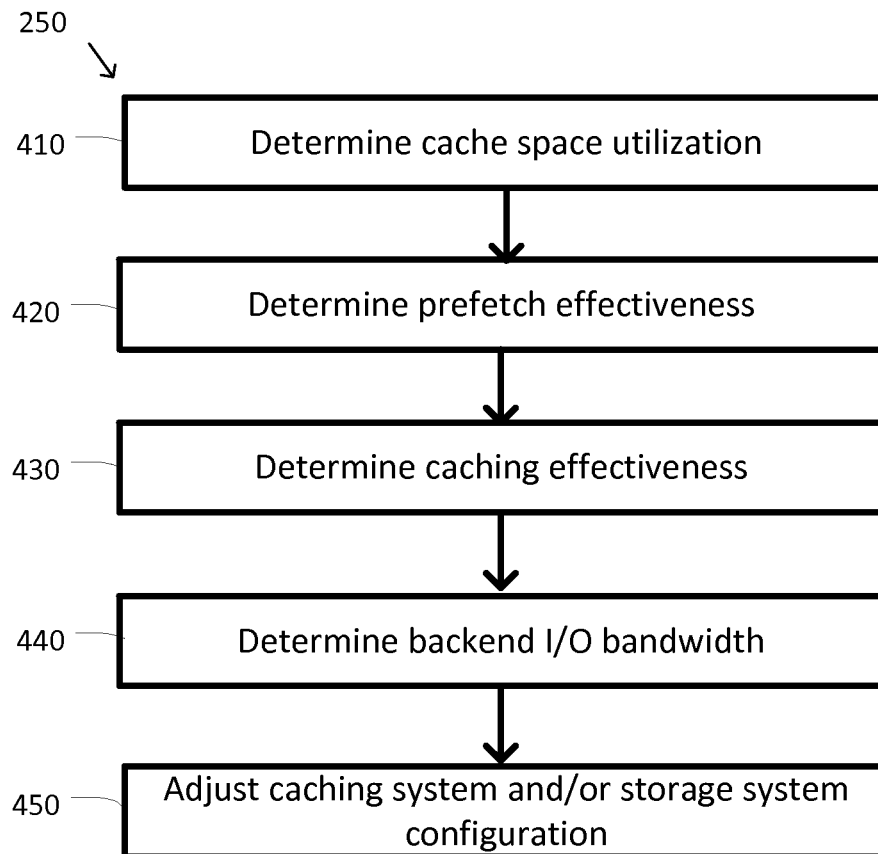 250
410
Determine cache space utilization
420
Determine prefetch effectiveness
430
Determine caching effectiveness
440
Determine backend I/O bandwidth
450
Adjust caching system and/or storage system
configuration